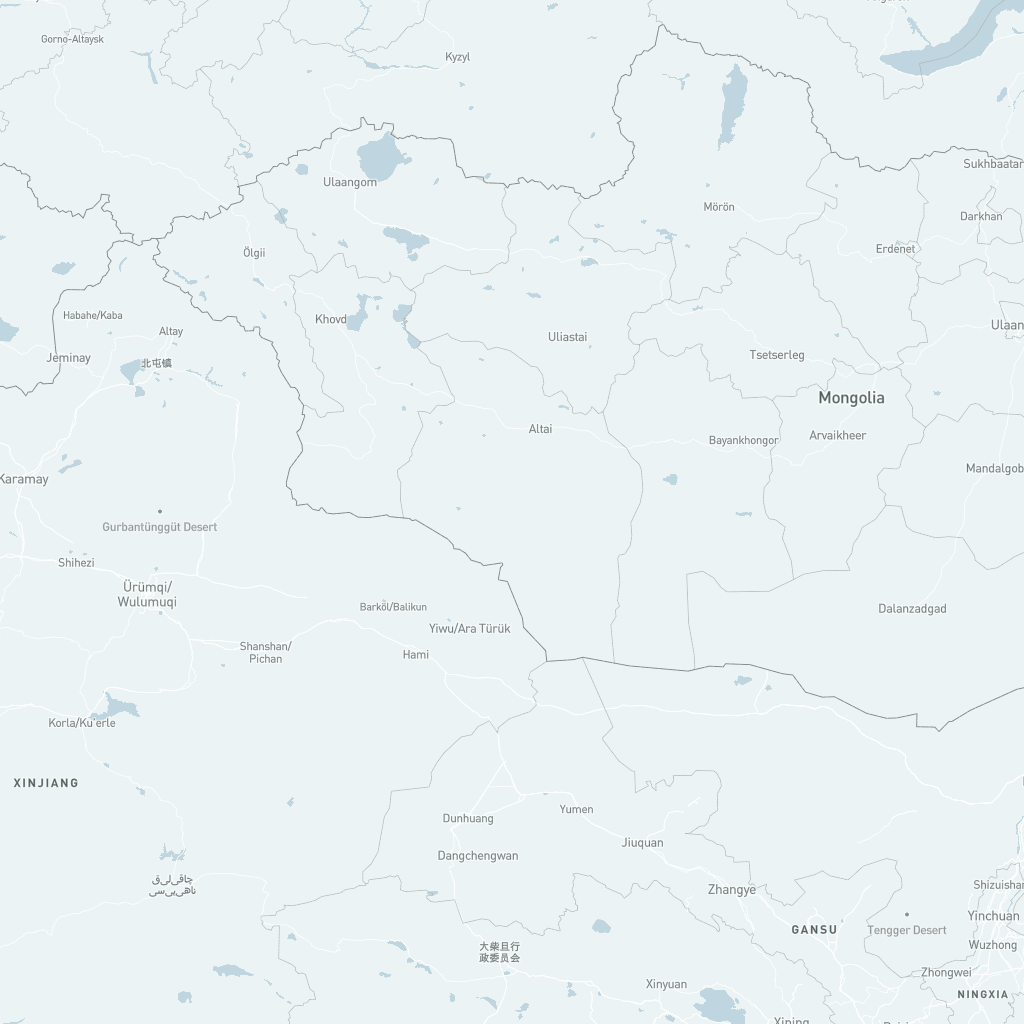 Gorno-Altaysk
Kyzyl
Sukhbaatar
Ulaangom
Mörön
Darkhan
Ölgii
Erdenet
Habahe/Kaba
Khovd
Altay
Ulaan
Uliastai
Jeminay
北屯镇
Tsetserleg
Mongolia
Altai
Arvaikheer
Bayankhongor
Mandalgob
Karamay
Gurbantünggüt Desert
Shihezi
Ürümqi/
Wulumuqi
Barköl/Balikun
Dalanzadgad
Yiwu/Ara Türük
Shanshan/
Pichan
Hami
Korla/Ku'erle
XINJIANG
Yumen
Dunhuang
Jiuquan
Dangchengwan
Shizuishan
Zhangye
Yinchuan
GANSU
Tengger Desert
大柴旦行
政委员会
Wuzhong
Zhongwei
Xinyuan
NINGXIA
Xining